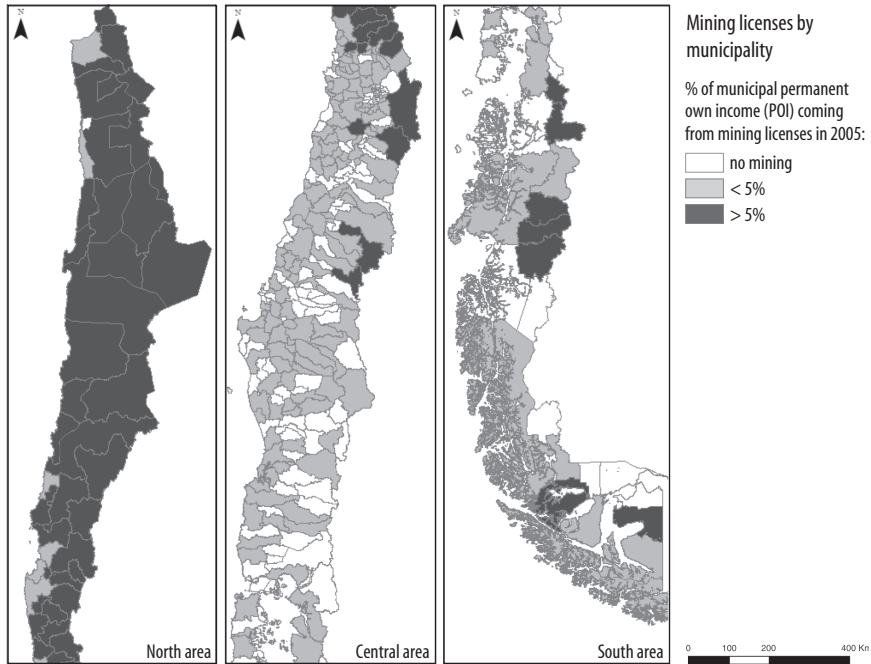 N
N
N
North area
Central area
South area
Mining licenses by
municipality
% of municipal permanent
own income (POI) coming
from mining licenses in 2005:
no mining
< 5%
> 5%
0 100 200 400 Km